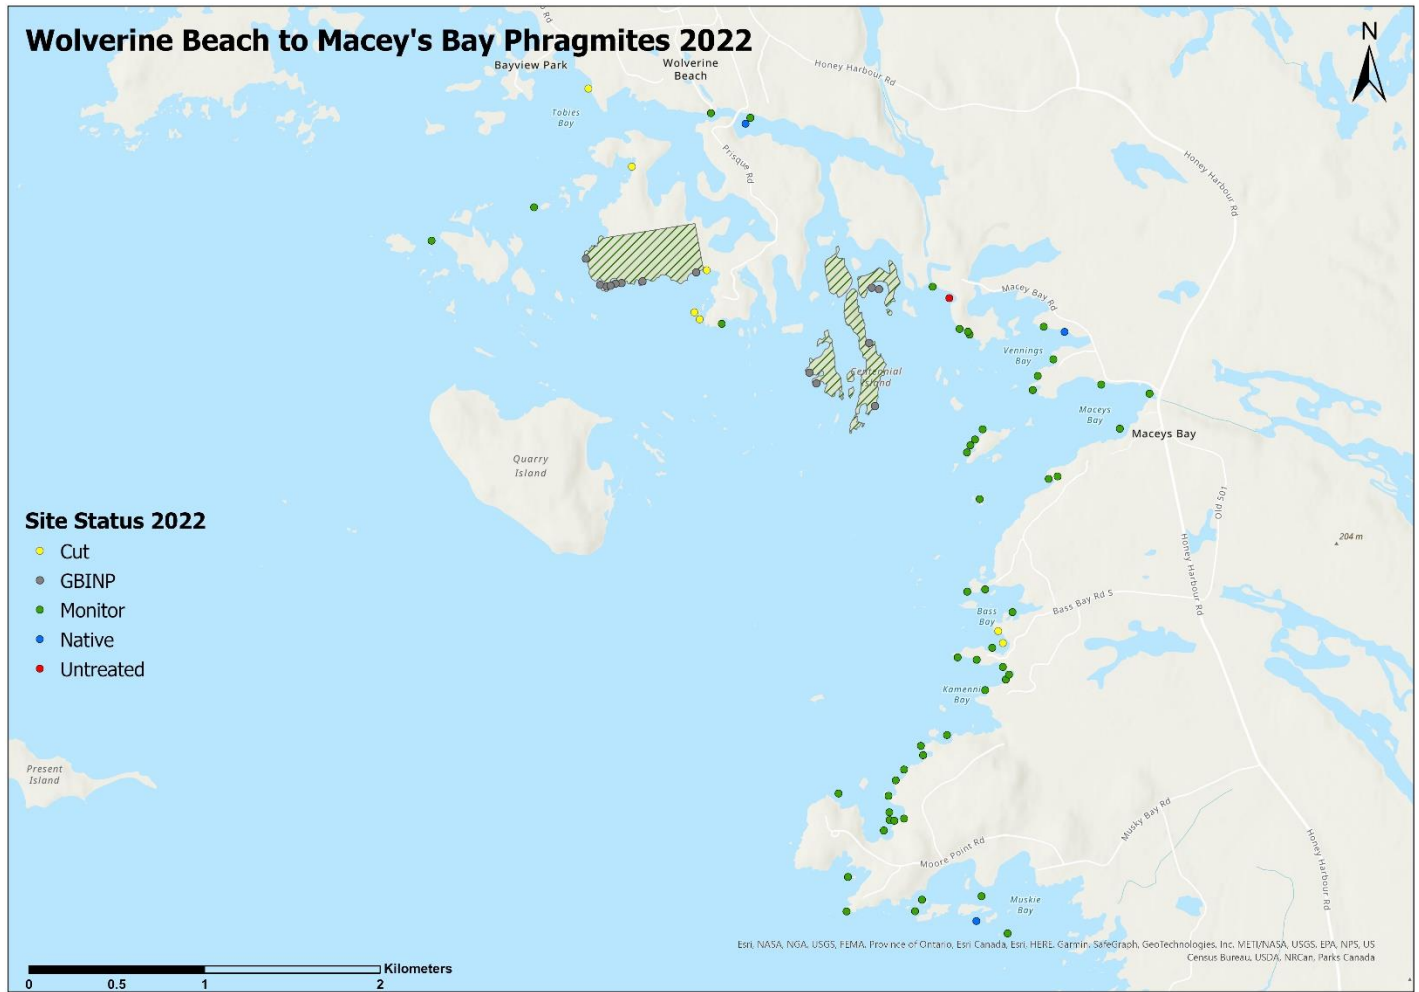 Wolverine Beach to Macey's Bay Phragmites 2022
N
Bayview Park
Wolverine
Beach
Honey Harbour Rd
Tobies
Bay
Prisque Rd
Honey Harbour Rd
Macey Bay Rd
Vennings
Bay
Centennial
Island
Maceys
Bay
Maceys Bay
Quarry
Island
Old 501
204 m
Honey Harbour Rd
Site Status 2022
Cut
GBINP
Monitor
Native
Untreated
Bass Bay Rd S
Bass
Bay
Bay
Present
Island
Musky Bay Rd
Moore Point Rd
Honey Harbour Rd
Muskie
Bay
Esri, NASA, NGA, USGS, FEMA, Province of Ontario, Esri Canada, Esri, HERE, Garmin, SafeGraph, GeoTechnologies, Inc, METI/NASA, USGS, EPA, NPS, US
Census Bureau, USDA, NRCan, Parks Canada
Kilometers
0 0.5 1 2